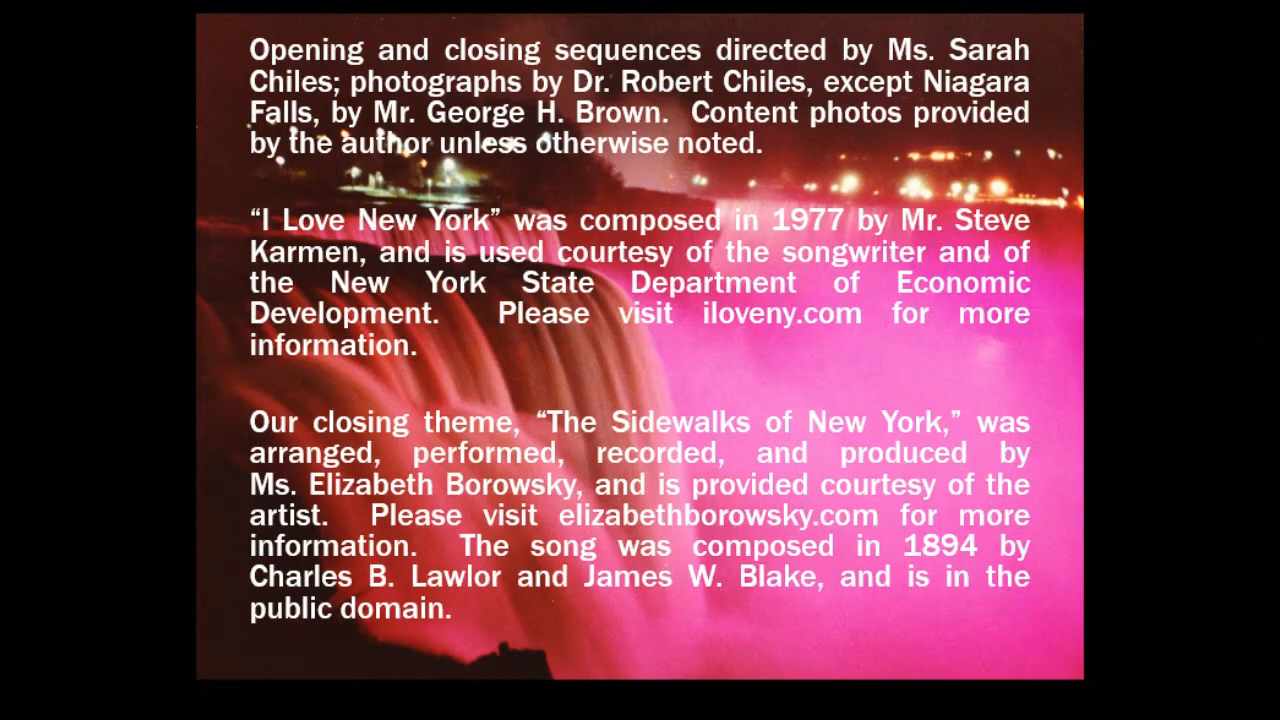 Opening and closing sequences directed by Ms. Sarah
Chiles; photographs by Dr. Robert Chiles, except Niagara
Falls, by Mr. George H. Brown.  Content photos provided
by the author unless otherwise noted.
“I Love New York” was composed in 1977 by Mr. Steve
Karmen, and is used courtesy of the songwriter and of
the New York State Department of Economic
Development.  Please visit iloveny.com for more
information.
Our closing theme, “The Sidewalks of New York,” was
arranged, performed, recorded, and produced by
Ms. Elizabeth Borowsky, and is provided courtesy of the
artist.  Please visit elizabethborowsky.com for more
information.  The song was composed in 1894 by
Charles B. Lawlor and James W. Blake, and is in the
public domain.